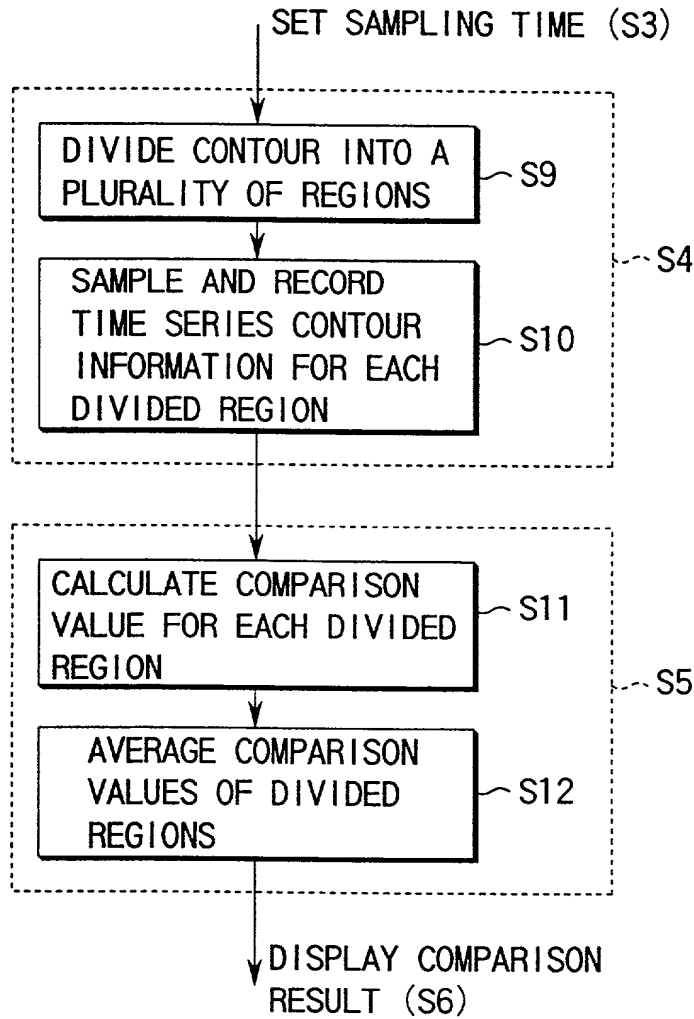 SET SAMPLING TIME (S3)
DIVIDE CONTOUR INTO A
PLURALITY OF REGIONS
S9
S4
SAMPLE AND RECORD
TIME SERIES CONTOUR
INFORMATION FOR EACH
DIVIDED REGION
S10
CALCULATE COMPARISON
VALUE FOR EACH DIVIDED
REGION
S11
S5
AVERAGE COMPARISON
VALUES OF DIVIDED
REGIONS
S12
DISPLAY COMPARISON
RESULT (S6)